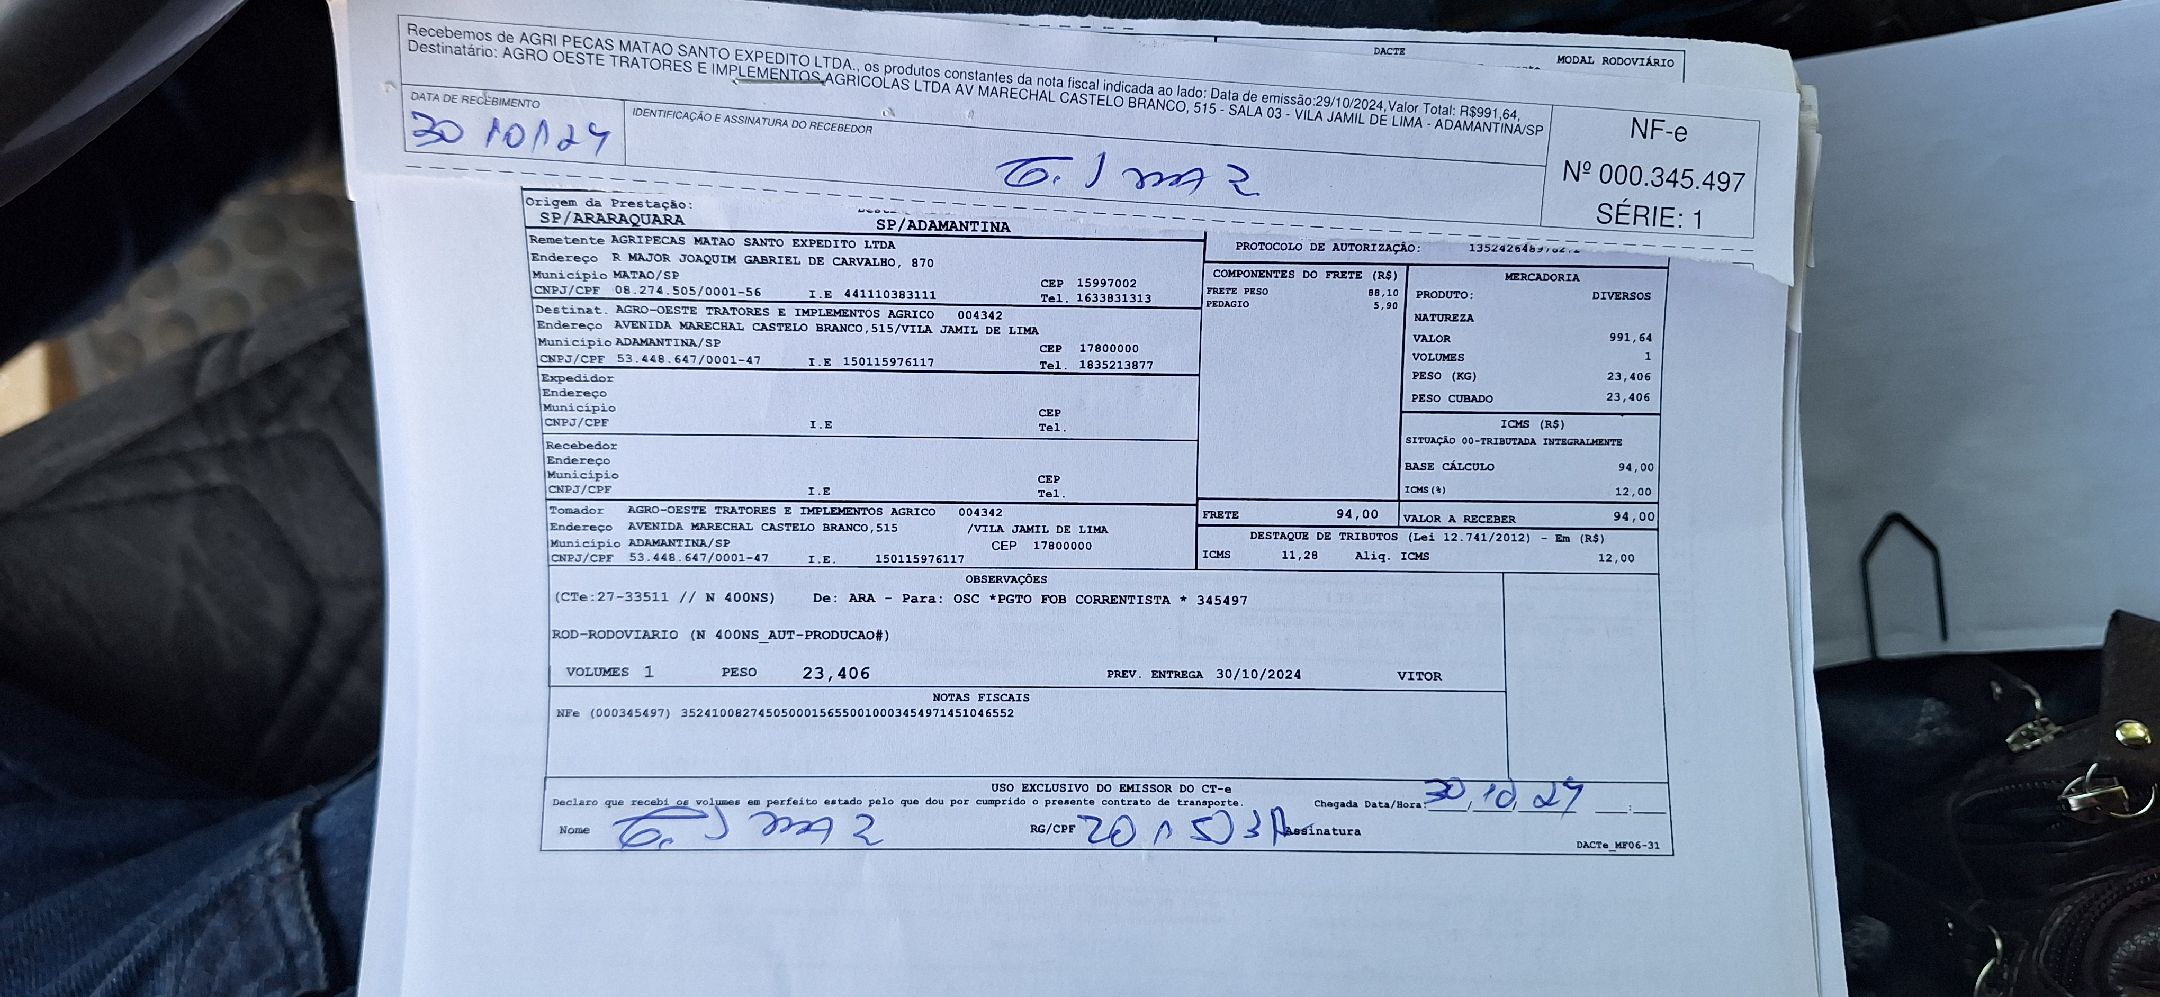 DACTE
MODAL RODOVIÁRIO
Recebemos de AGRI PECAS MATAO SANTO EXPEDITO LTDA., os produtos constantes da nota fiscal indicada ao lado: Data de emissão:29/10/2024,Valor Total: R$991,64,
Destinatário: AGRO OESTE TRATORES E IMPLEMENTOS AGRICOLAS LTDA AV MARECHAL CASTELO BRANCO, 515 - SALA 03 - VILA JAMIL DE LIMA - ADAMANTINA/SP
DATA DE RECEBIMENTO
30 10 24
IDENTIFICAÇÃO E ASSINATURA DO RECEBEDOR
NF-e
Nº 000.345.497
SÉRIE: 1
Origem da Prestação:
SP/ARARAQUARA
SP/ADAMANTINA
Remetente AGRIPECAS MATAO SANTO EXPEDITO LTDA
Endereço R MAJOR JOAQUIM GABRIEL DE CARVALHO, 870
Município MATAO/SP CEP 15997002
CNPJ/CPF 08.274.505/0001-56 I.E 441110383111 Tel. 1633831313
Destinat. AGRO-OESTE TRATORES E IMPLEMENTOS AGRICO 004342
Endereço AVENIDA MARECHAL CASTELO BRANCO,515/VILA JAMIL DE LIMA
Município ADAMANTINA/SP CEP 17800000
CNPJ/CPF 53.448.647/0001-47 I.E 150115976117 Tel. 1835213877
Expedidor
Endereço
Município CEP
CNPJ/CPF I.E Tel.
Recebedor
Endereço
Município CEP
CNPJ/CPF I.E Tel.
Tomador AGRO-OESTE TRATORES E IMPLEMENTOS AGRICO 004342
Endereço AVENIDA MARECHAL CASTELO BRANCO,515 /VILA JAMIL DE LIMA
Município ADAMANTINA/SP CEP 17800000
CNPJ/CPF 53.448.647/0001-47 I.E. 150115976117
PROTOCOLO DE AUTORIZAÇÃO:
COMPONENTES DO FRETE (R$)
FRETE PESO 88,10
PEDAGIO 5,90
MERCADORIA
PRODUTO: DIVERSOS
NATUREZA
VALOR 991,64
VOLUMES 1
PESO (KG) 23,406
PESO CUBADO 23,406
ICMS (R$)
SITUAÇÃO 00-TRIBUTADA INTEGRALMENTE
BASE CÁLCULO 94,00
ICMS(%) 12,00
FRETE 94,00
VALOR A RECEBER 94,00
DESTAQUE DE TRIBUTOS (Lei 12.741/2012) - Em (R$)
ICMS 11,28 Aliq. ICMS 12,00
OBSERVAÇÕES
(CTe:27-33511 // N 400NS) De: ARA - Para: OSC *PGTO FOB CORRENTISTA * 345497
ROD-RODOVIARIO (N 400NS_AUT-PRODUCAO#)
VOLUMES 1 PESO 23,406 PREV. ENTREGA 30/10/2024 VITOR
NOTAS FISCAIS
NFe (000345497) 35241008274505000156550010003454971451046552
USO EXCLUSIVO DO EMISSOR DO CT-e
Declaro que recebi os volumes em perfeito estado pelo que dou por cumprido o presente contrato de transporte. Chegada Data/Hora: 30 10 24
Nome RG/CPF Assinatura
DACTe_MF06-31